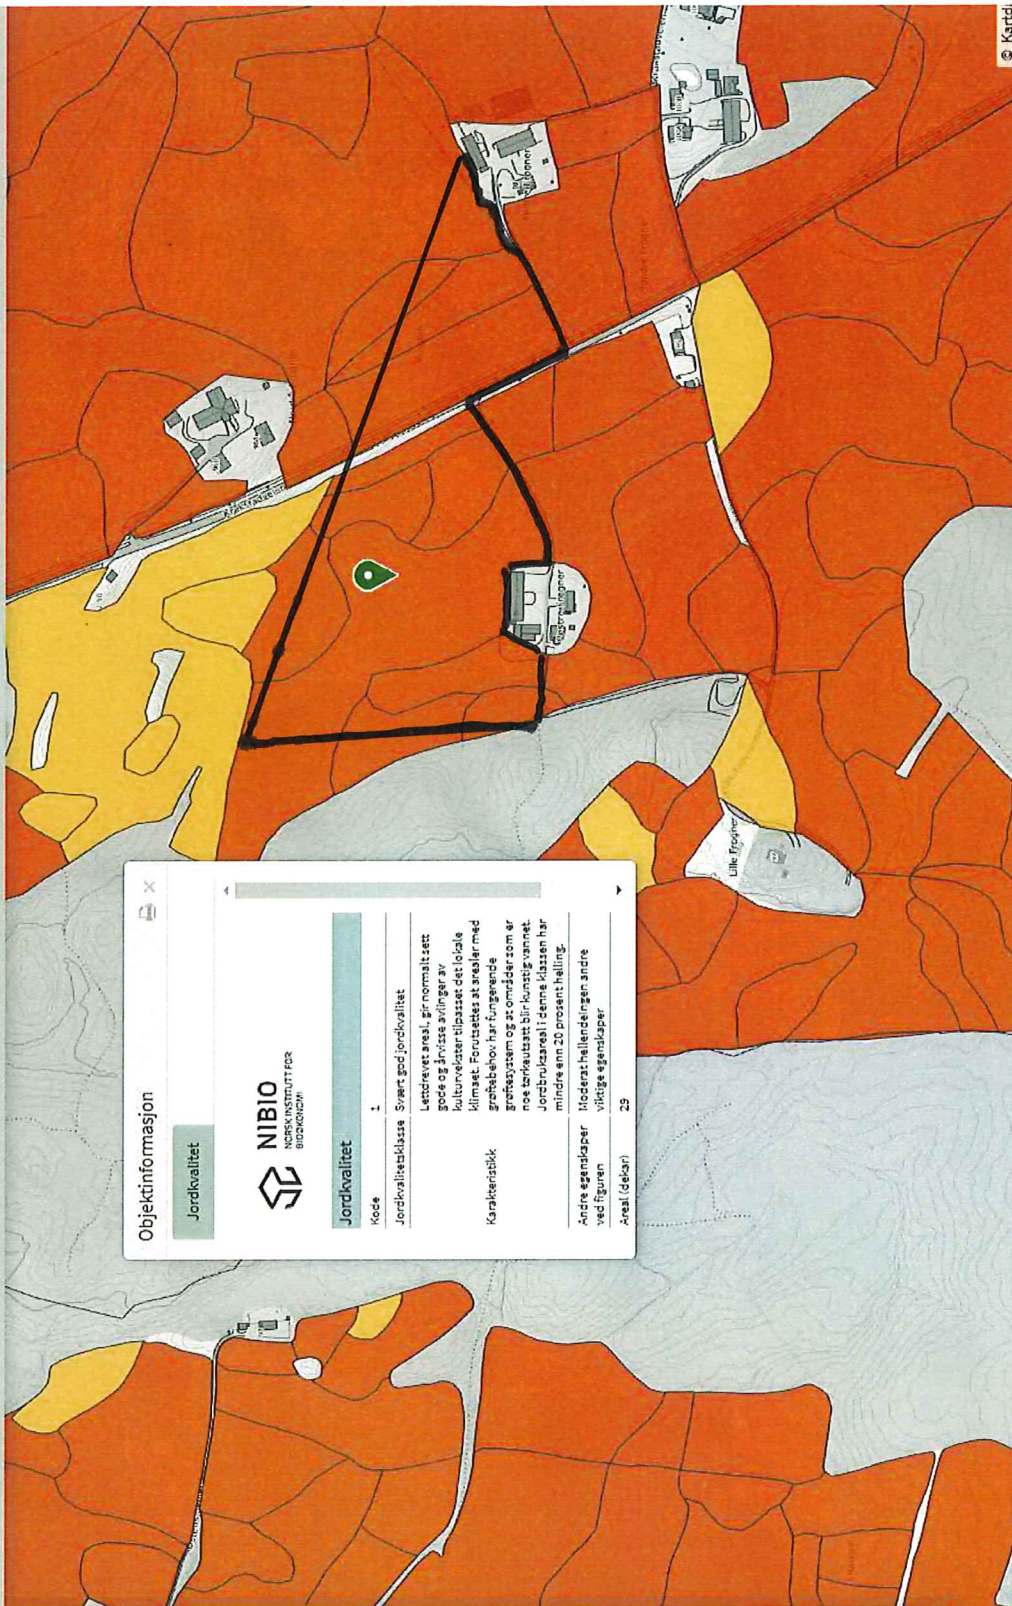 Objektinformasjon
Jordkvalitet
NIBIO
NORSK INSTITUTT FOR
BIOØKONOMI
Jordkvalitet
Kode 1
Jordkvalitetsklasse Svært god jordkvalitet
Karakteristikk Lettdrevet areal, gir normalt sett
gode og årvisse avlinger av
kulturvekster tilpasset det lokale
klimaet. Forutsettes at arealer med
grøftebehov har fungerende
grøftesystem og at områder som er
noe tørkeutsatt blir kunstig vannet.
Jordbruksareal i denne klassen har
mindre enn 20 prosent helling.
Andre egenskaper Moderat hellende ingen andre
ved figuren viktige egenskaper
Areal (dekar) 29
Lille Frogner
© Kartda